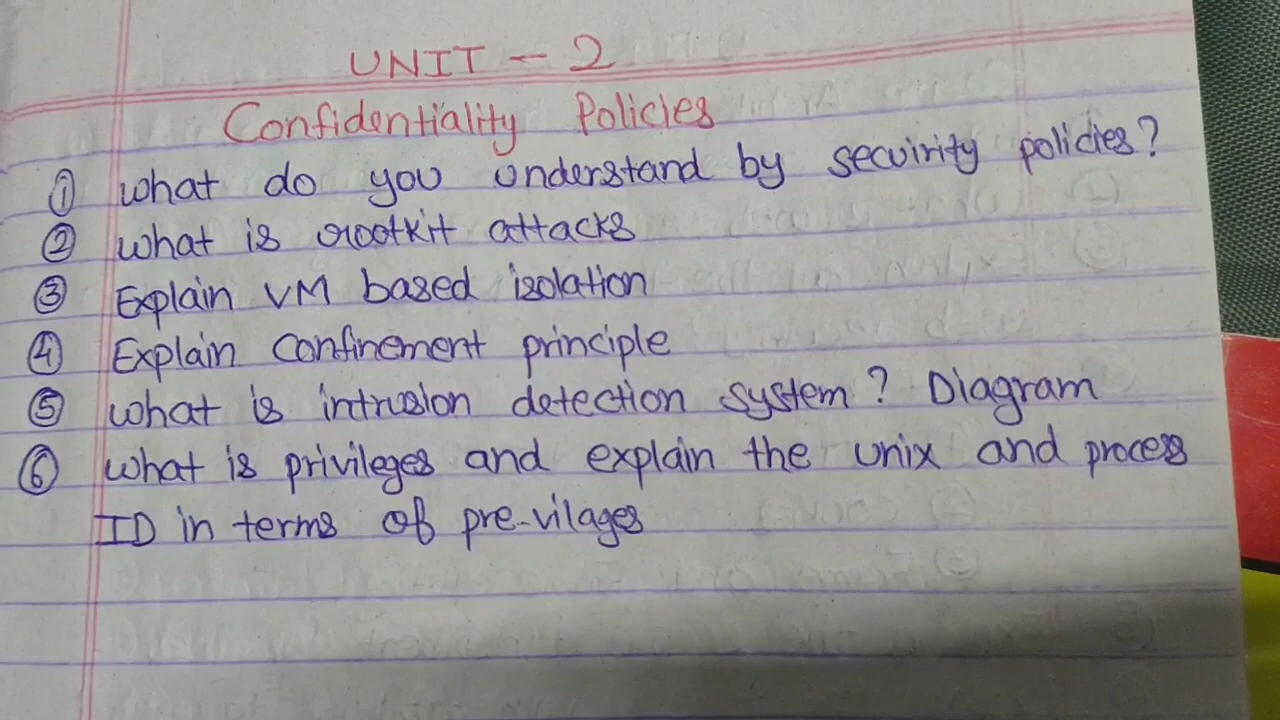 UNIT - 2
Confidentiality Policies
① What do you understand by secuirity policies?
② What is rootkit attacks
③ Explain VM based isolation
④ Explain Confinement principle
⑤ What is intrusion detection system? Diagram
⑥ What is privileges and explain the unix and process
ID in terms of pre-vilages